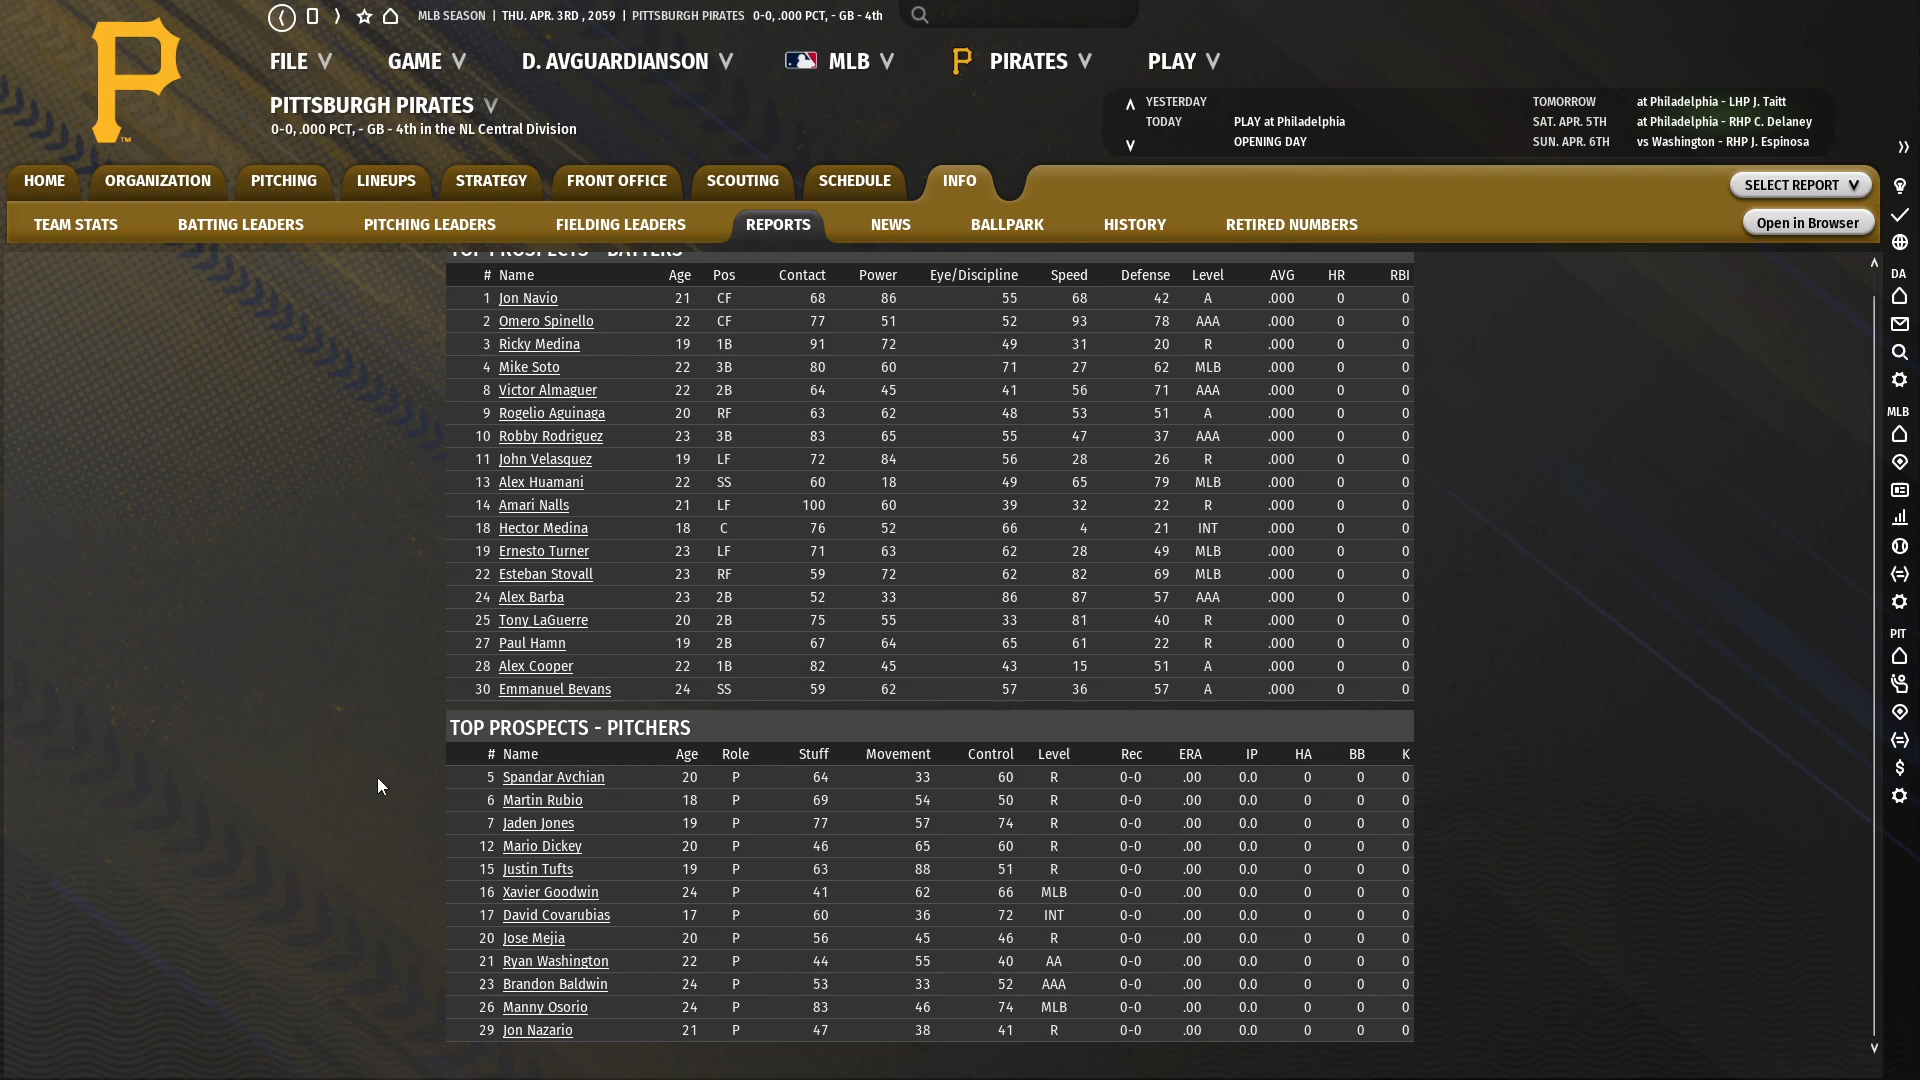 MLB SEASON | THU. APR. 3RD , 2059 | PITTSBURGH PIRATES 0-0, .000 PCT, - GB - 4th
FILE GAME D. AVGUARDIANSON MLB PIRATES PLAY
PITTSBURGH PIRATES
0-0, .000 PCT, - GB - 4th in the NL Central Division
YESTERDAY TOMORROW at Philadelphia - LHP J. Taitt
TODAY PLAY at Philadelphia SAT. APR. 5TH at Philadelphia - RHP C. Delaney
OPENING DAY SUN. APR. 6TH vs Washington - RHP J. Espinosa
HOME ORGANIZATION PITCHING LINEUPS STRATEGY FRONT OFFICE SCOUTING SCHEDULE INFO SELECT REPORT
TEAM STATS BATTING LEADERS PITCHING LEADERS FIELDING LEADERS REPORTS NEWS BALLPARK HISTORY RETIRED NUMBERS Open in Browser
TOP PROSPECTS - BATTERS
# Name Age Pos Contact Power Eye/Discipline Speed Defense Level AVG HR RBI
1 Jon Navio 21 CF 68 86 55 68 42 A .000 0 0
2 Omero Spinello 22 CF 77 51 52 93 78 AAA .000 0 0
3 Ricky Medina 19 1B 91 72 49 31 20 R .000 0 0
4 Mike Soto 22 3B 80 60 71 27 62 MLB .000 0 0
8 Victor Almaguer 22 2B 64 45 41 56 71 AAA .000 0 0
9 Rogelio Aguinaga 20 RF 63 62 48 53 51 A .000 0 0
10 Robby Rodriguez 23 3B 83 65 55 47 37 AAA .000 0 0
11 John Velasquez 19 LF 72 84 56 28 26 R .000 0 0
13 Alex Huamani 22 SS 60 18 49 65 79 MLB .000 0 0
14 Amari Nalls 21 LF 100 60 39 32 22 R .000 0 0
18 Hector Medina 18 C 76 52 66 4 21 INT .000 0 0
19 Ernesto Turner 23 LF 71 63 62 28 49 MLB .000 0 0
22 Esteban Stovall 23 RF 59 72 62 82 69 MLB .000 0 0
24 Alex Barba 23 2B 52 33 86 87 57 AAA .000 0 0
25 Tony LaGuerre 20 2B 75 55 33 81 40 R .000 0 0
27 Paul Hamn 19 2B 67 64 65 61 22 R .000 0 0
28 Alex Cooper 22 1B 82 45 43 15 51 A .000 0 0
30 Emmanuel Bevans 24 SS 59 62 57 36 57 A .000 0 0
TOP PROSPECTS - PITCHERS
# Name Age Role Stuff Movement Control Level Rec ERA IP HA BB K
5 Spandar Avchian 20 P 64 33 60 R 0-0 .00 0.0 0 0 0
6 Martin Rubio 18 P 69 54 50 R 0-0 .00 0.0 0 0 0
7 Jaden Jones 19 P 77 57 74 R 0-0 .00 0.0 0 0 0
12 Mario Dickey 20 P 46 65 60 R 0-0 .00 0.0 0 0 0
15 Justin Tufts 19 P 63 88 51 R 0-0 .00 0.0 0 0 0
16 Xavier Goodwin 24 P 41 62 66 MLB 0-0 .00 0.0 0 0 0
17 David Covarubias 17 P 60 36 72 INT 0-0 .00 0.0 0 0 0
20 Jose Mejia 20 P 56 45 46 R 0-0 .00 0.0 0 0 0
21 Ryan Washington 22 P 44 55 40 AA 0-0 .00 0.0 0 0 0
23 Brandon Baldwin 24 P 53 33 52 AAA 0-0 .00 0.0 0 0 0
26 Manny Osorio 24 P 83 46 74 MLB 0-0 .00 0.0 0 0 0
29 Jon Nazario 21 P 47 38 41 R 0-0 .00 0.0 0 0 0
DA
MLB
PIT